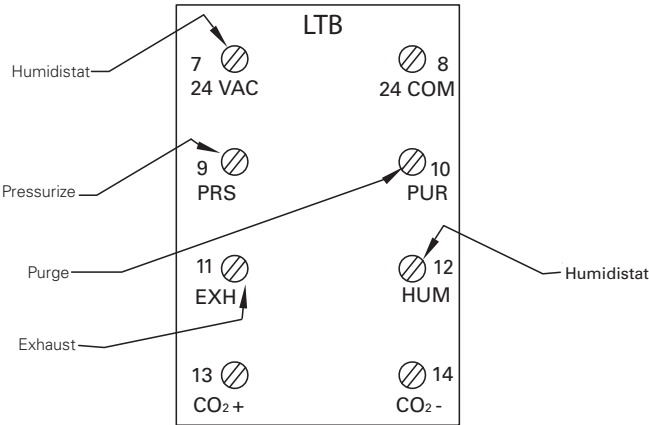 LTB
Humidistat
7
8
24 VAC
24 COM
Pressurize
9
10
PRS
PUR
Purge
11
12
Humidistat
EXH
HUM
Exhaust
13
14
CO₂+
CO₂-